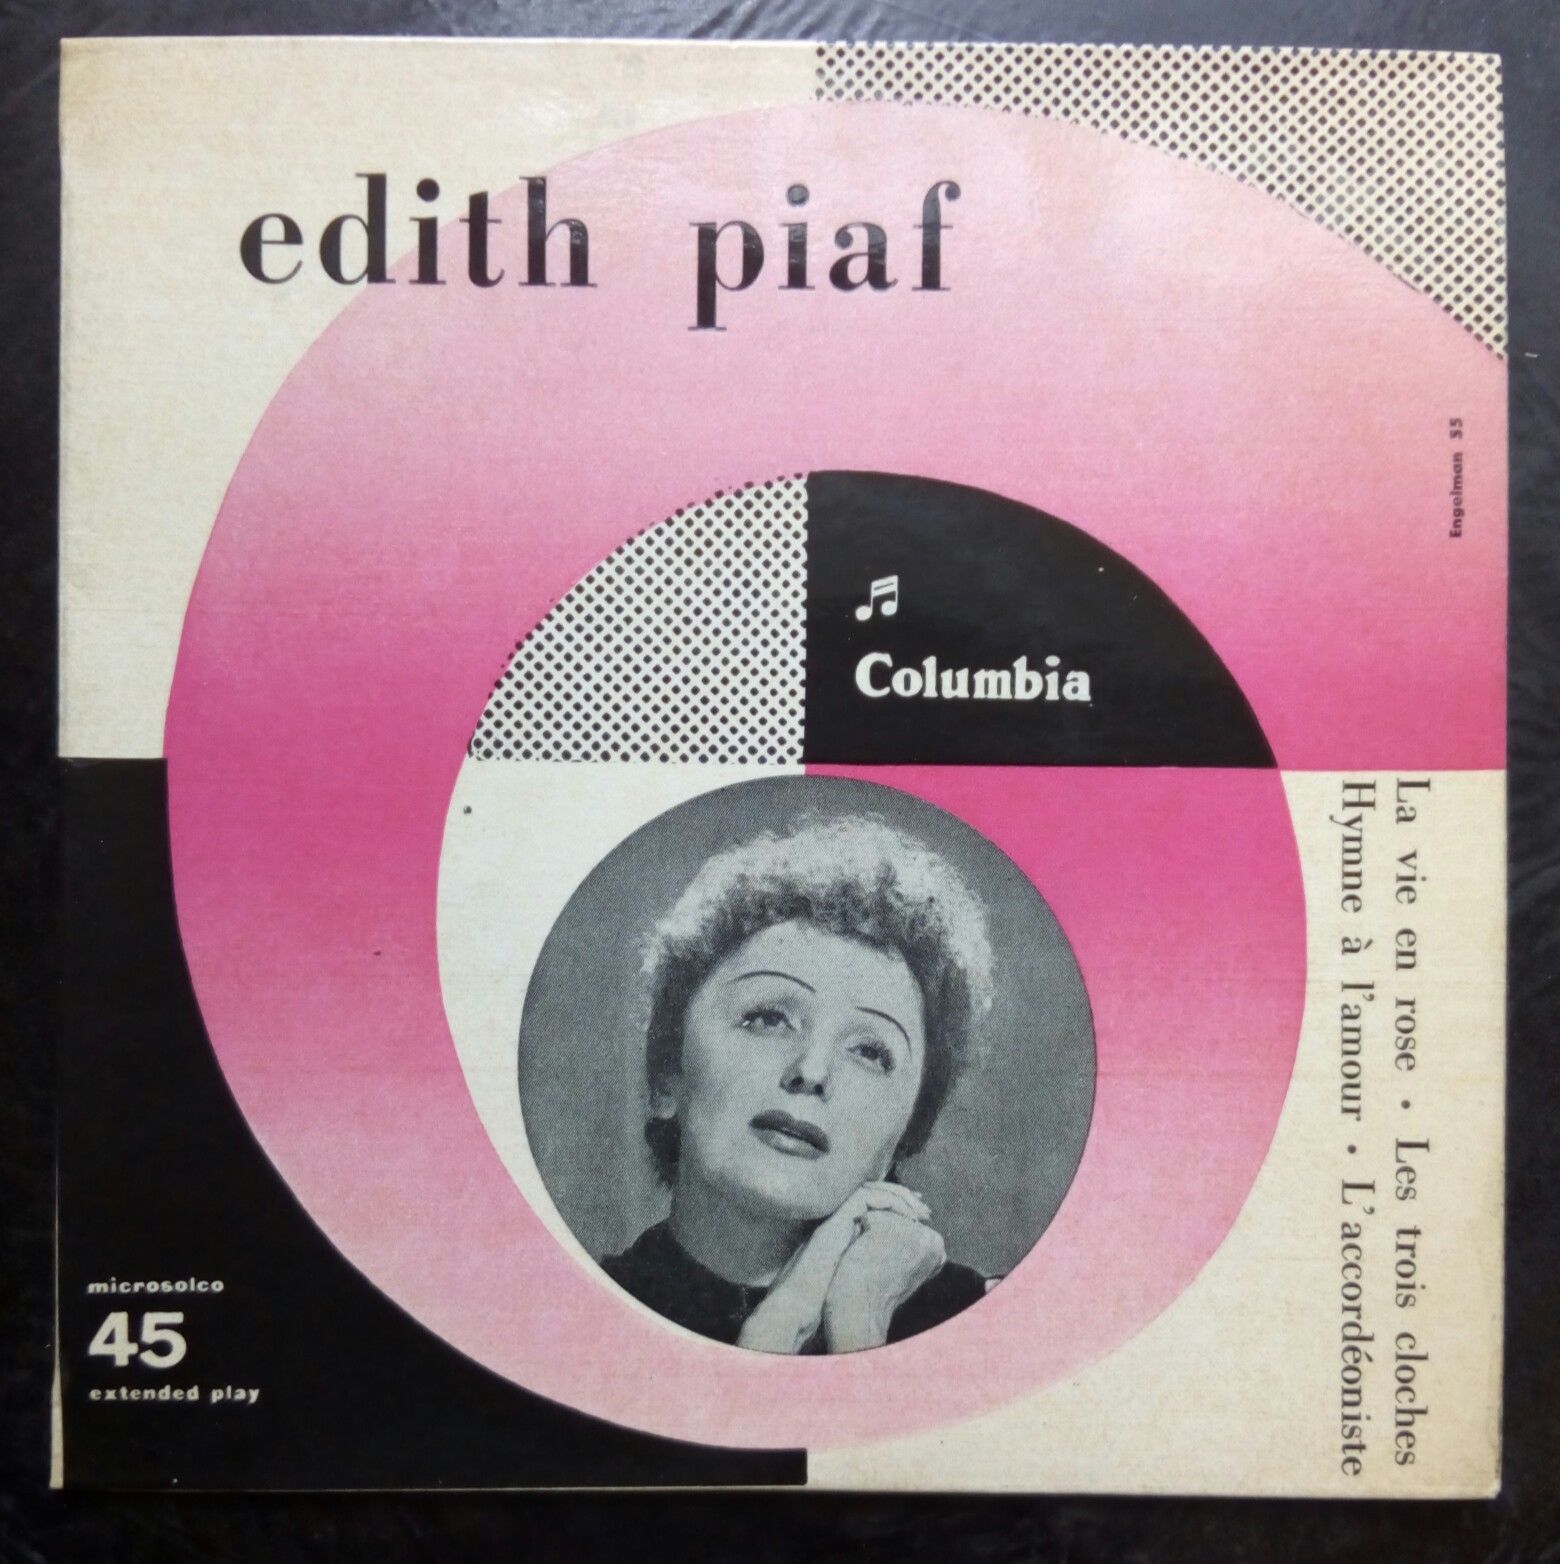 edith piaf
Engelman 55
Columbia
La vie en rose • Les trois cloches
Hymne à l'amour • L'accordéoniste
microsolco
45
extended play